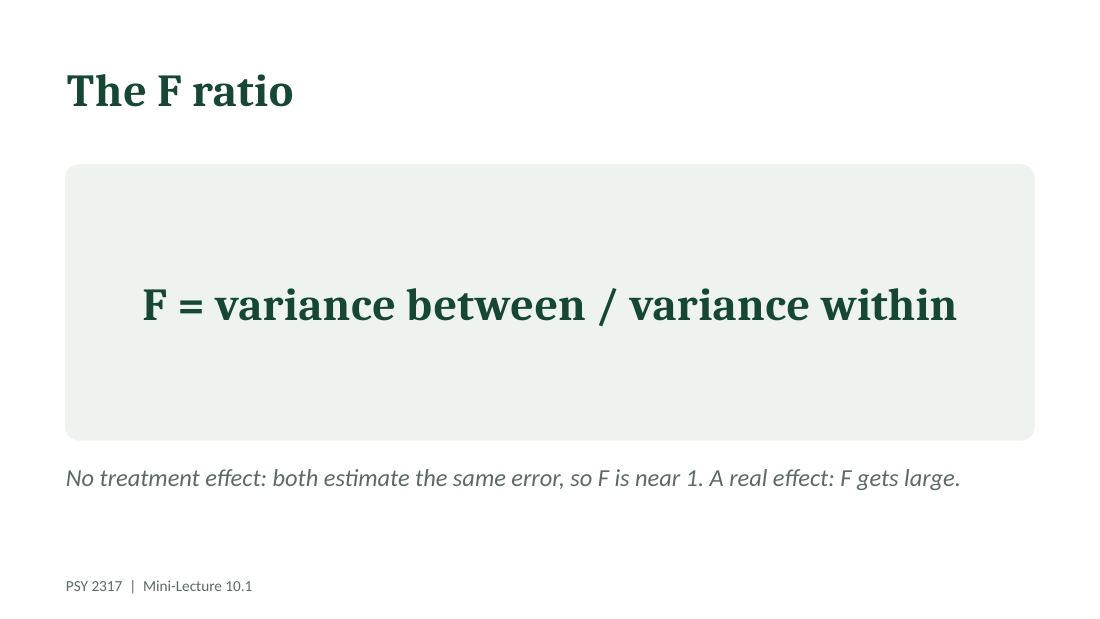 The F ratio
F = variance between / variance within
No treatment effect: both estimate the same error, so F is near 1. A real effect: F gets large.
PSY 2317 | Mini-Lecture 10.1